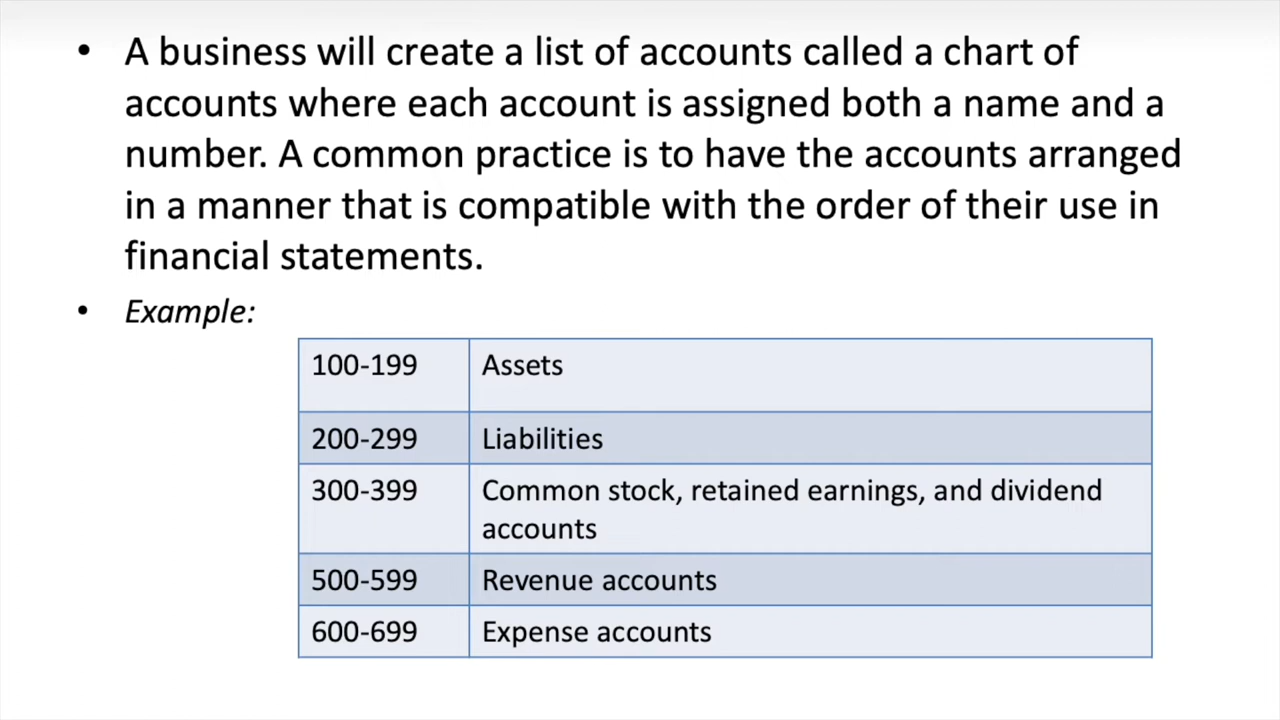 • A business will create a list of accounts called a chart of
accounts where each account is assigned both a name and a
number. A common practice is to have the accounts arranged
in a manner that is compatible with the order of their use in
financial statements.
• Example:
100-199 Assets
200-299 Liabilities
300-399 Common stock, retained earnings, and dividend
accounts
500-599 Revenue accounts
600-699 Expense accounts